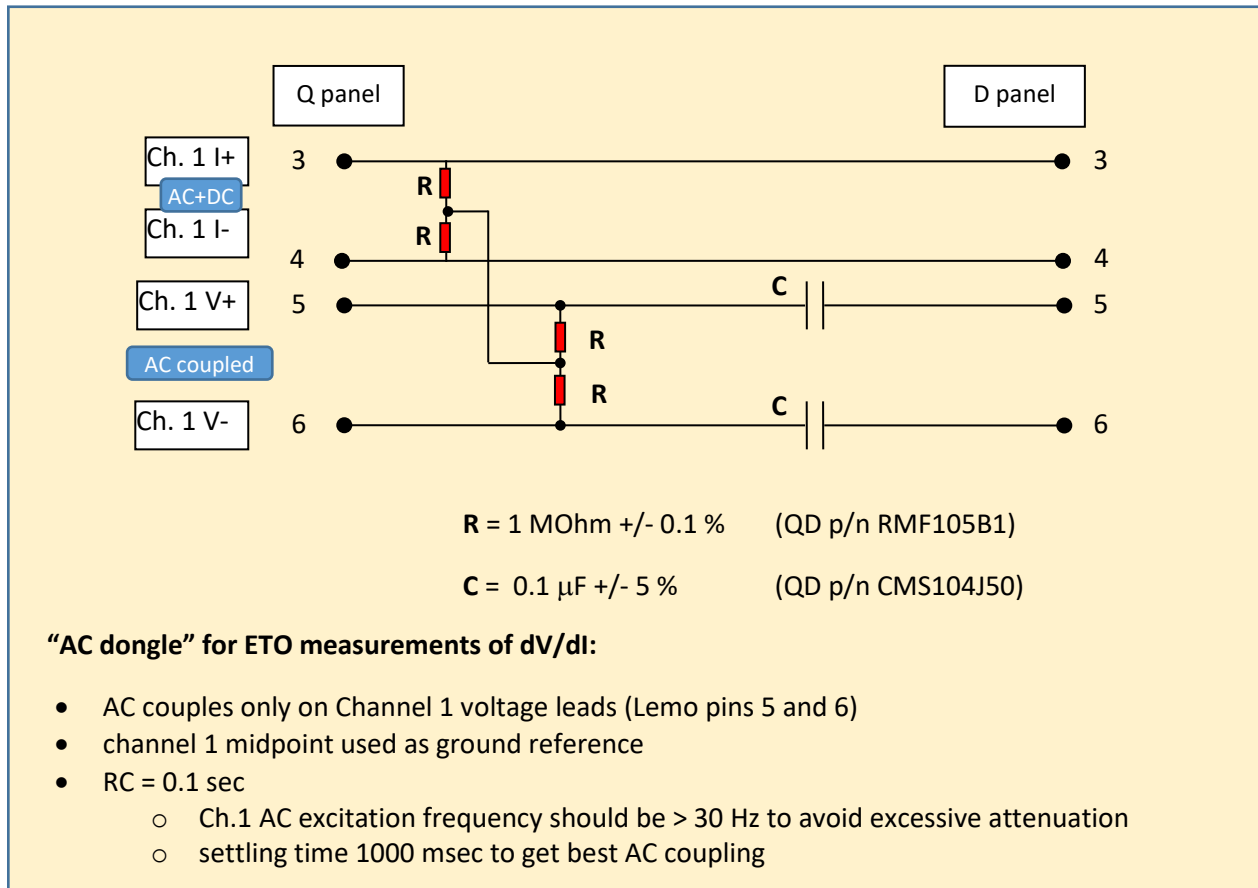 Q panel
D panel
Ch. 1 I+
3
3
R
AC+DC
R
Ch. 1 I-
4
4
C
Ch. 1 V+
5
5
R
AC coupled
R
C
Ch. 1 V-
6
6
R = 1 MOhm +/- 0.1 % (QD p/n RMF105B1)
C = 0.1 μF +/- 5 % (QD p/n CMS104J50)
“AC dongle” for ETO measurements of dV/dI:
• AC couples only on Channel 1 voltage leads (Lemo pins 5 and 6)
• channel 1 midpoint used as ground reference
• RC = 0.1 sec
o Ch.1 AC excitation frequency should be > 30 Hz to avoid excessive attenuation
o settling time 1000 msec to get best AC coupling